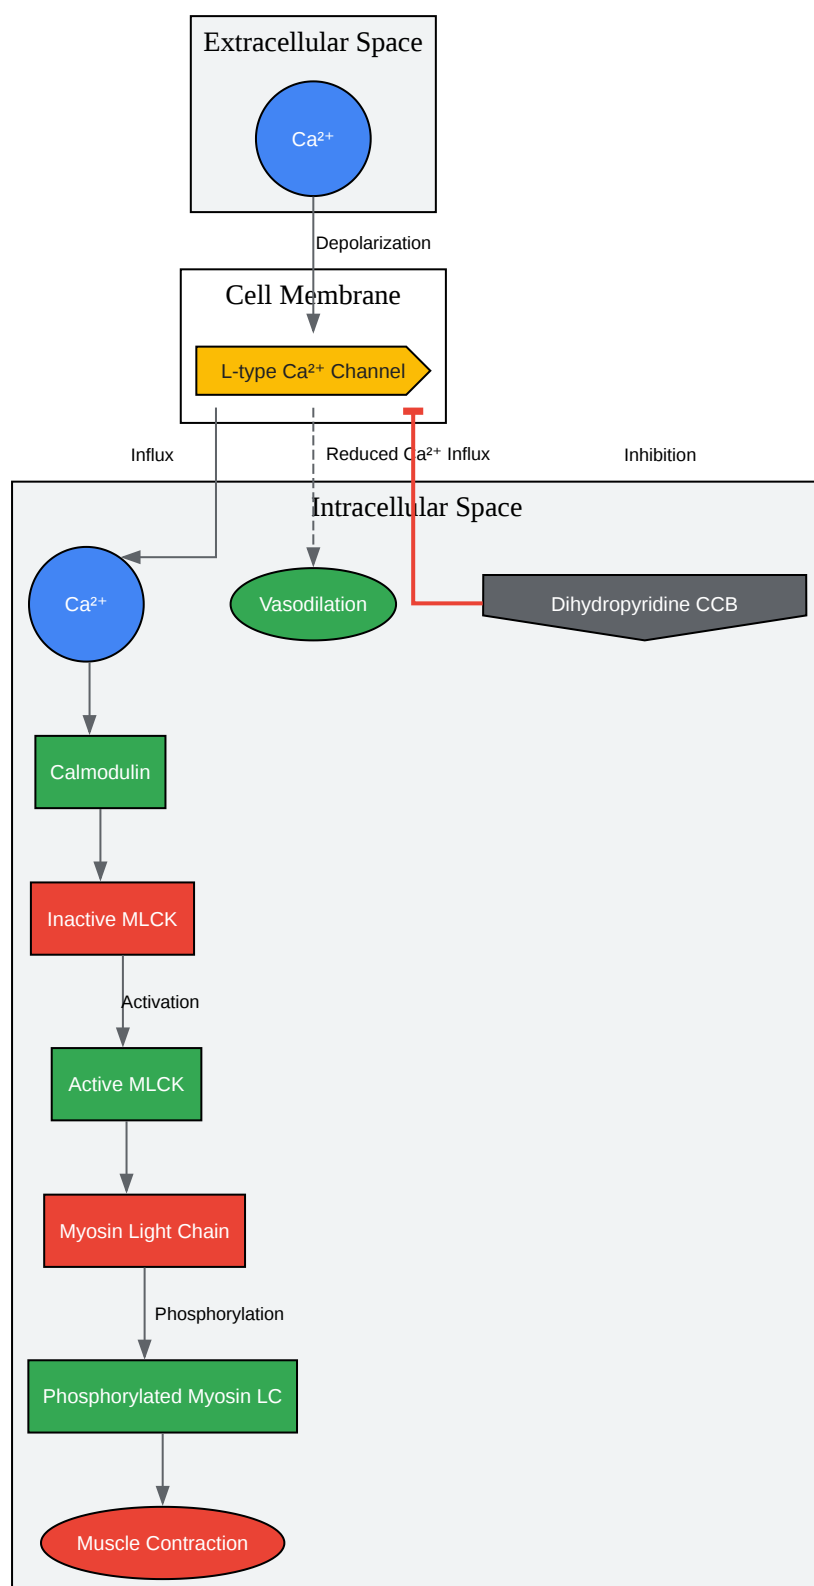 Extracellular Space
Ca²⁺
Depolarization
Cell Membrane
L-type Ca²⁺ Channel
Influx
Reduced Ca²⁺ Influx
Inhibition
Intracellular Space
Ca²⁺
Vasodilation
Dihydropyridine CCB
Calmodulin
Inactive MLCK
Activation
Active MLCK
Myosin Light Chain
Phosphorylation
Phosphorylated Myosin LC
Muscle Contraction